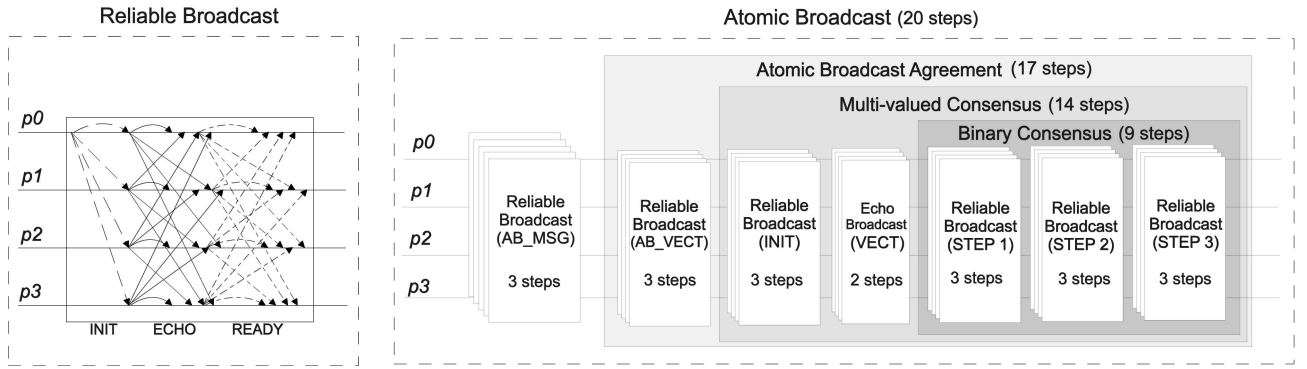 Reliable Broadcast
p0
p1
p2
p3
INIT ECHO READY
Atomic Broadcast (20 steps)
Atomic Broadcast Agreement (17 steps)
Multi-valued Consensus (14 steps)
Binary Consensus (9 steps)
p0
p1
p2
p3
Reliable
Broadcast
(AB_MSG)
3 steps
Reliable
Broadcast
(AB_VECT)
3 steps
Reliable
Broadcast
(INIT)
3 steps
Echo
Broadcast
(VECT)
2 steps
Reliable
Broadcast
(STEP 1)
3 steps
Reliable
Broadcast
(STEP 2)
3 steps
Reliable
Broadcast
(STEP 3)
3 steps